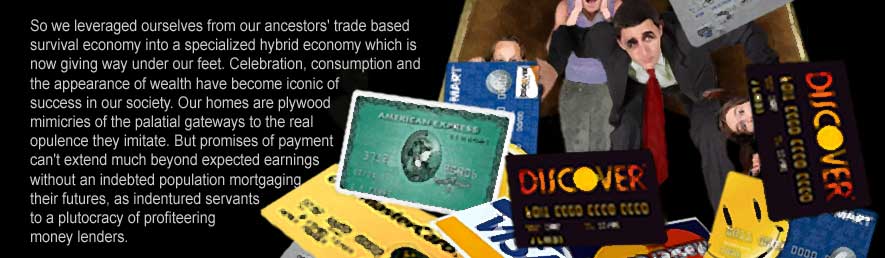 So we leveraged ourselves from our ancestors' trade based
survival economy into a specialized hybrid economy which is
now giving way under our feet. Celebration, consumption and
the appearance of wealth have become iconic of
success in our society. Our homes are plywood
mimicries of the palatial gateways to the real
opulence they imitate. But promises of payment
can't extend much beyond expected earnings
without an indebted population mortgaging
their futures, as indentured servants
to a plutocracy of profiteering
money lenders.
MART
AMERICAN EXPRESS
DISCOVER
DISCOVER
MART
VIS